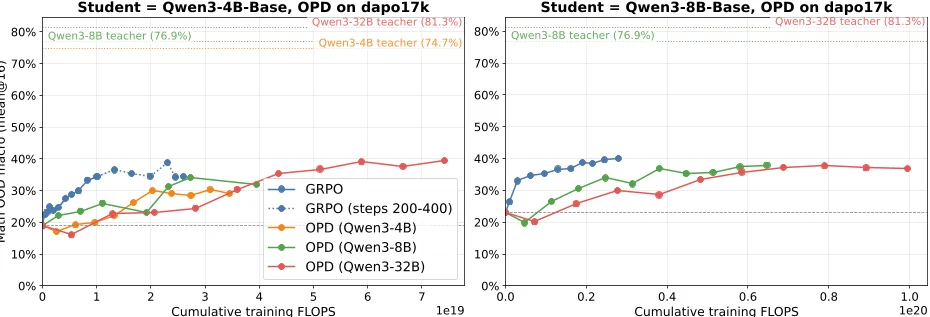 Student = Qwen3-4B-Base, OPD on dapo17k
Qwen3-32B teacher (81.3%)
Qwen3-8B teacher (76.9%)
Qwen3-4B teacher (74.7%)
Math OOD macro (mean@16)
80%
70%
60%
50%
40%
30%
20%
10%
0%
GRPO
GRPO (steps 200-400)
OPD (Qwen3-4B)
OPD (Qwen3-8B)
OPD (Qwen3-32B)
0 1 2 3 4 5 6 7
1e19
Cumulative training FLOPS
Student = Qwen3-8B-Base, OPD on dapo17k
Qwen3-32B teacher (81.3%)
Qwen3-8B teacher (76.9%)
80%
70%
60%
50%
40%
30%
20%
10%
0%
0.0 0.2 0.4 0.6 0.8 1.0
1e20
Cumulative training FLOPS